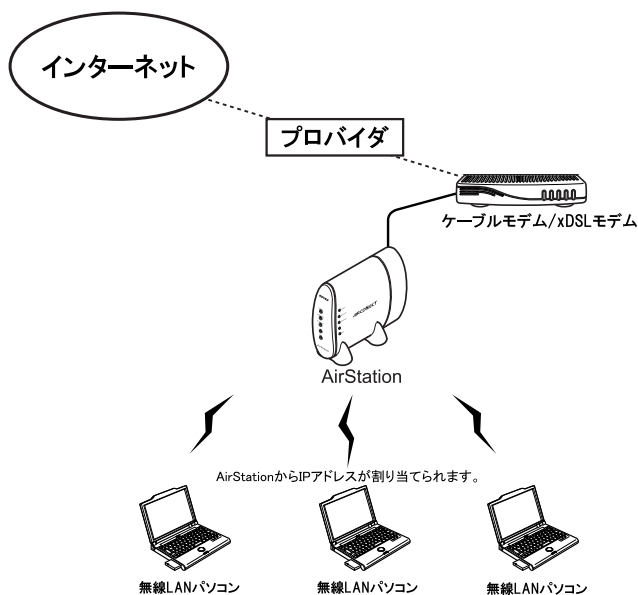 インターネット
プロバイダ
ケーブルモデム/xDSLモデム
AirStation
AirStationからIPアドレスが割り当てられます。
無線LANパソコン
無線LANパソコン
無線LANパソコン